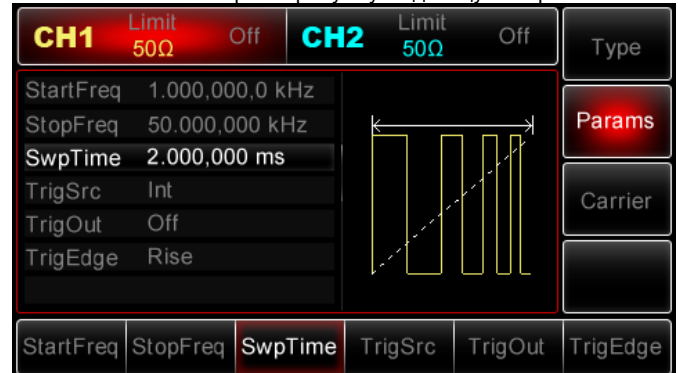 CH1 Limit 50Ω Off CH2 Limit 50Ω Off
Type
StartFreq 1.000,000,0 kHz
StopFreq 50.000,000 kHz
SwpTime 2.000,000 ms
TrigSrc Int
TrigOut Off
TrigEdge Rise
Params
Carrier
StartFreq StopFreq SwpTime TrigSrc TrigOut TrigEdge